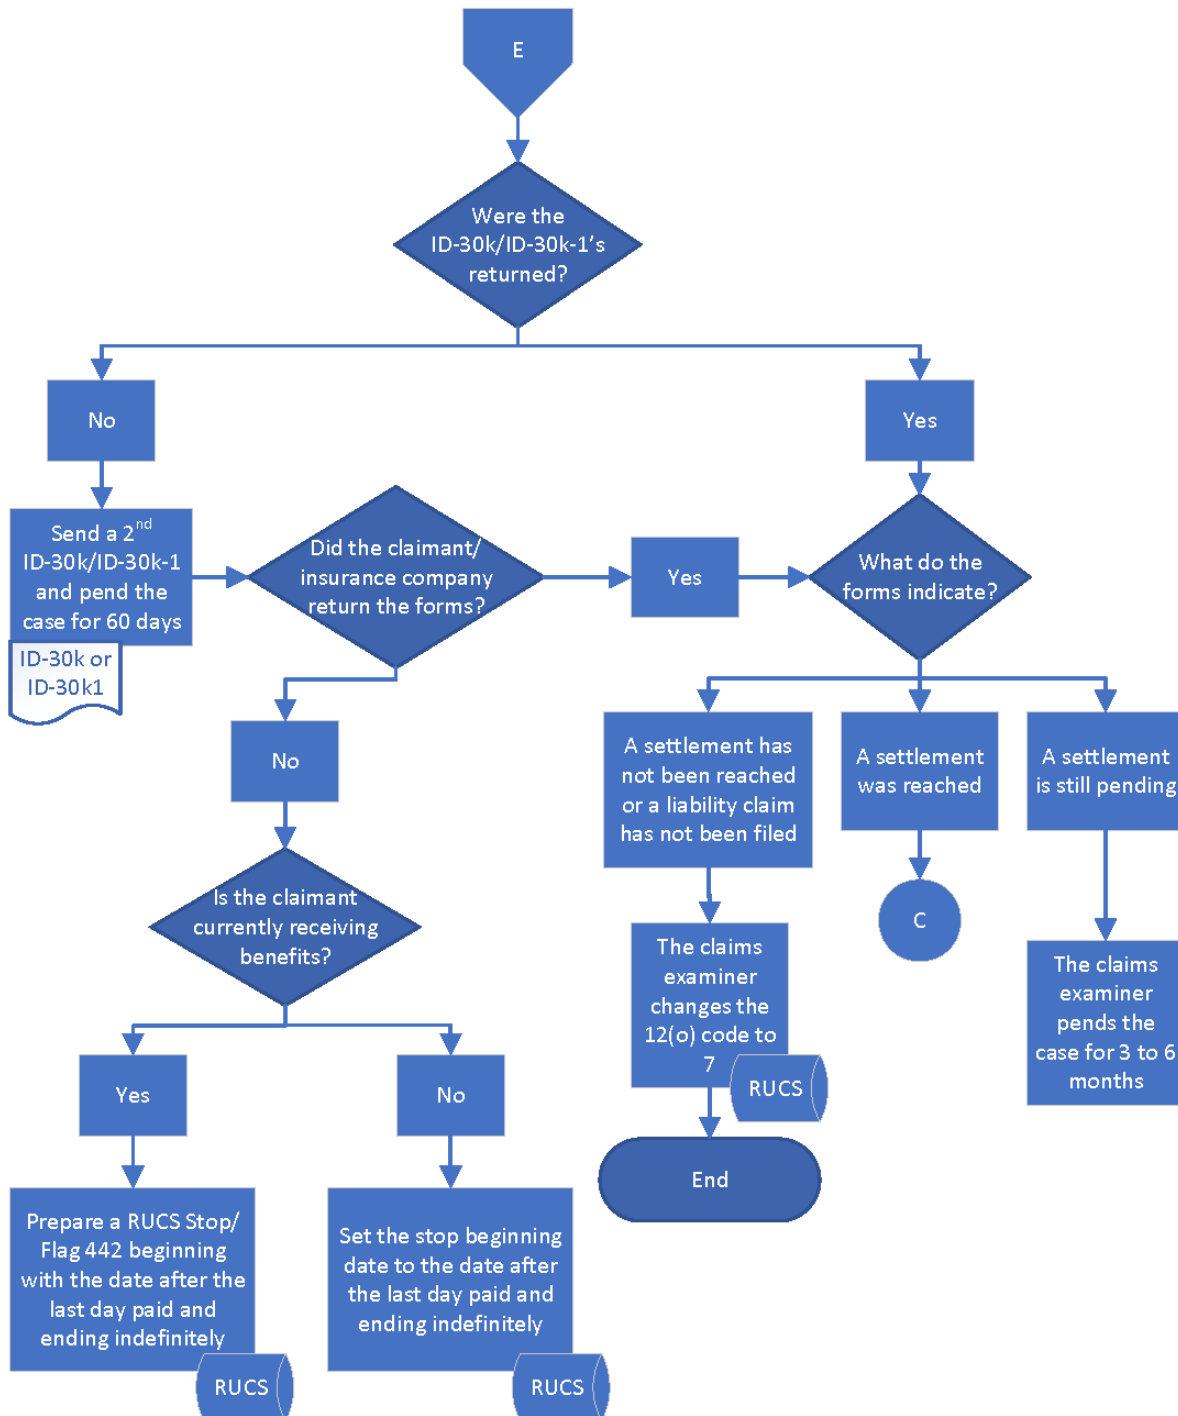 E
Were the
ID-30k/ID-30k-1's
returned?
No
Yes
Send a 2nd
ID-30k/ID-30k-1
and pend the
case for 60 days
ID-30k or
ID-30k1
Did the claimant/
insurance company
return the forms?
Yes
What do the
forms indicate?
No
A settlement has
not been reached
or a liability claim
has not been filed
A settlement
was reached
A settlement
is still pending
Is the claimant
currently receiving
benefits?
C
The claims
examiner
changes the
12(o) code to
7
RUCS
The claims
examiner
pends the
case for 3 to 6
months
Yes
No
End
Prepare a RUCS Stop/
Flag 442 beginning
with the date after the
last day paid and
ending indefinitely
RUCS
Set the stop beginning
date to the date after
the last day paid and
ending indefinitely
RUCS